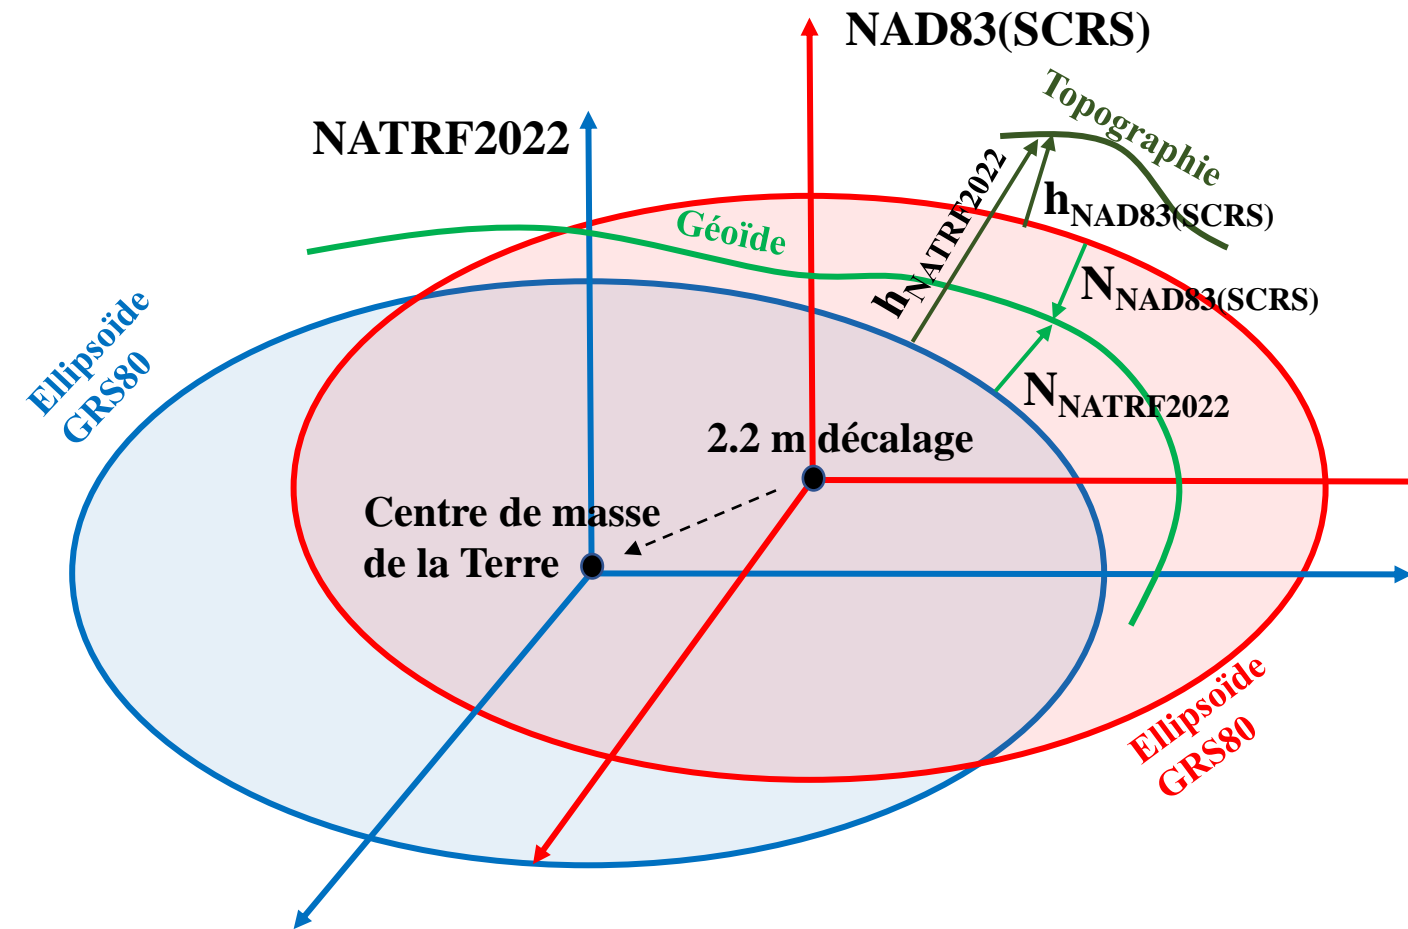 NAD83(SCRS)
NATRF2022
Topographie
Géoïde
hNATRF2022
hNAD83(SCRS)
NNAD83(SCRS)
NNATRF2022
Ellipsoïde
GRS80
2.2 m décalage
Centre de masse
de la Terre
Ellipsoïde
GRS80